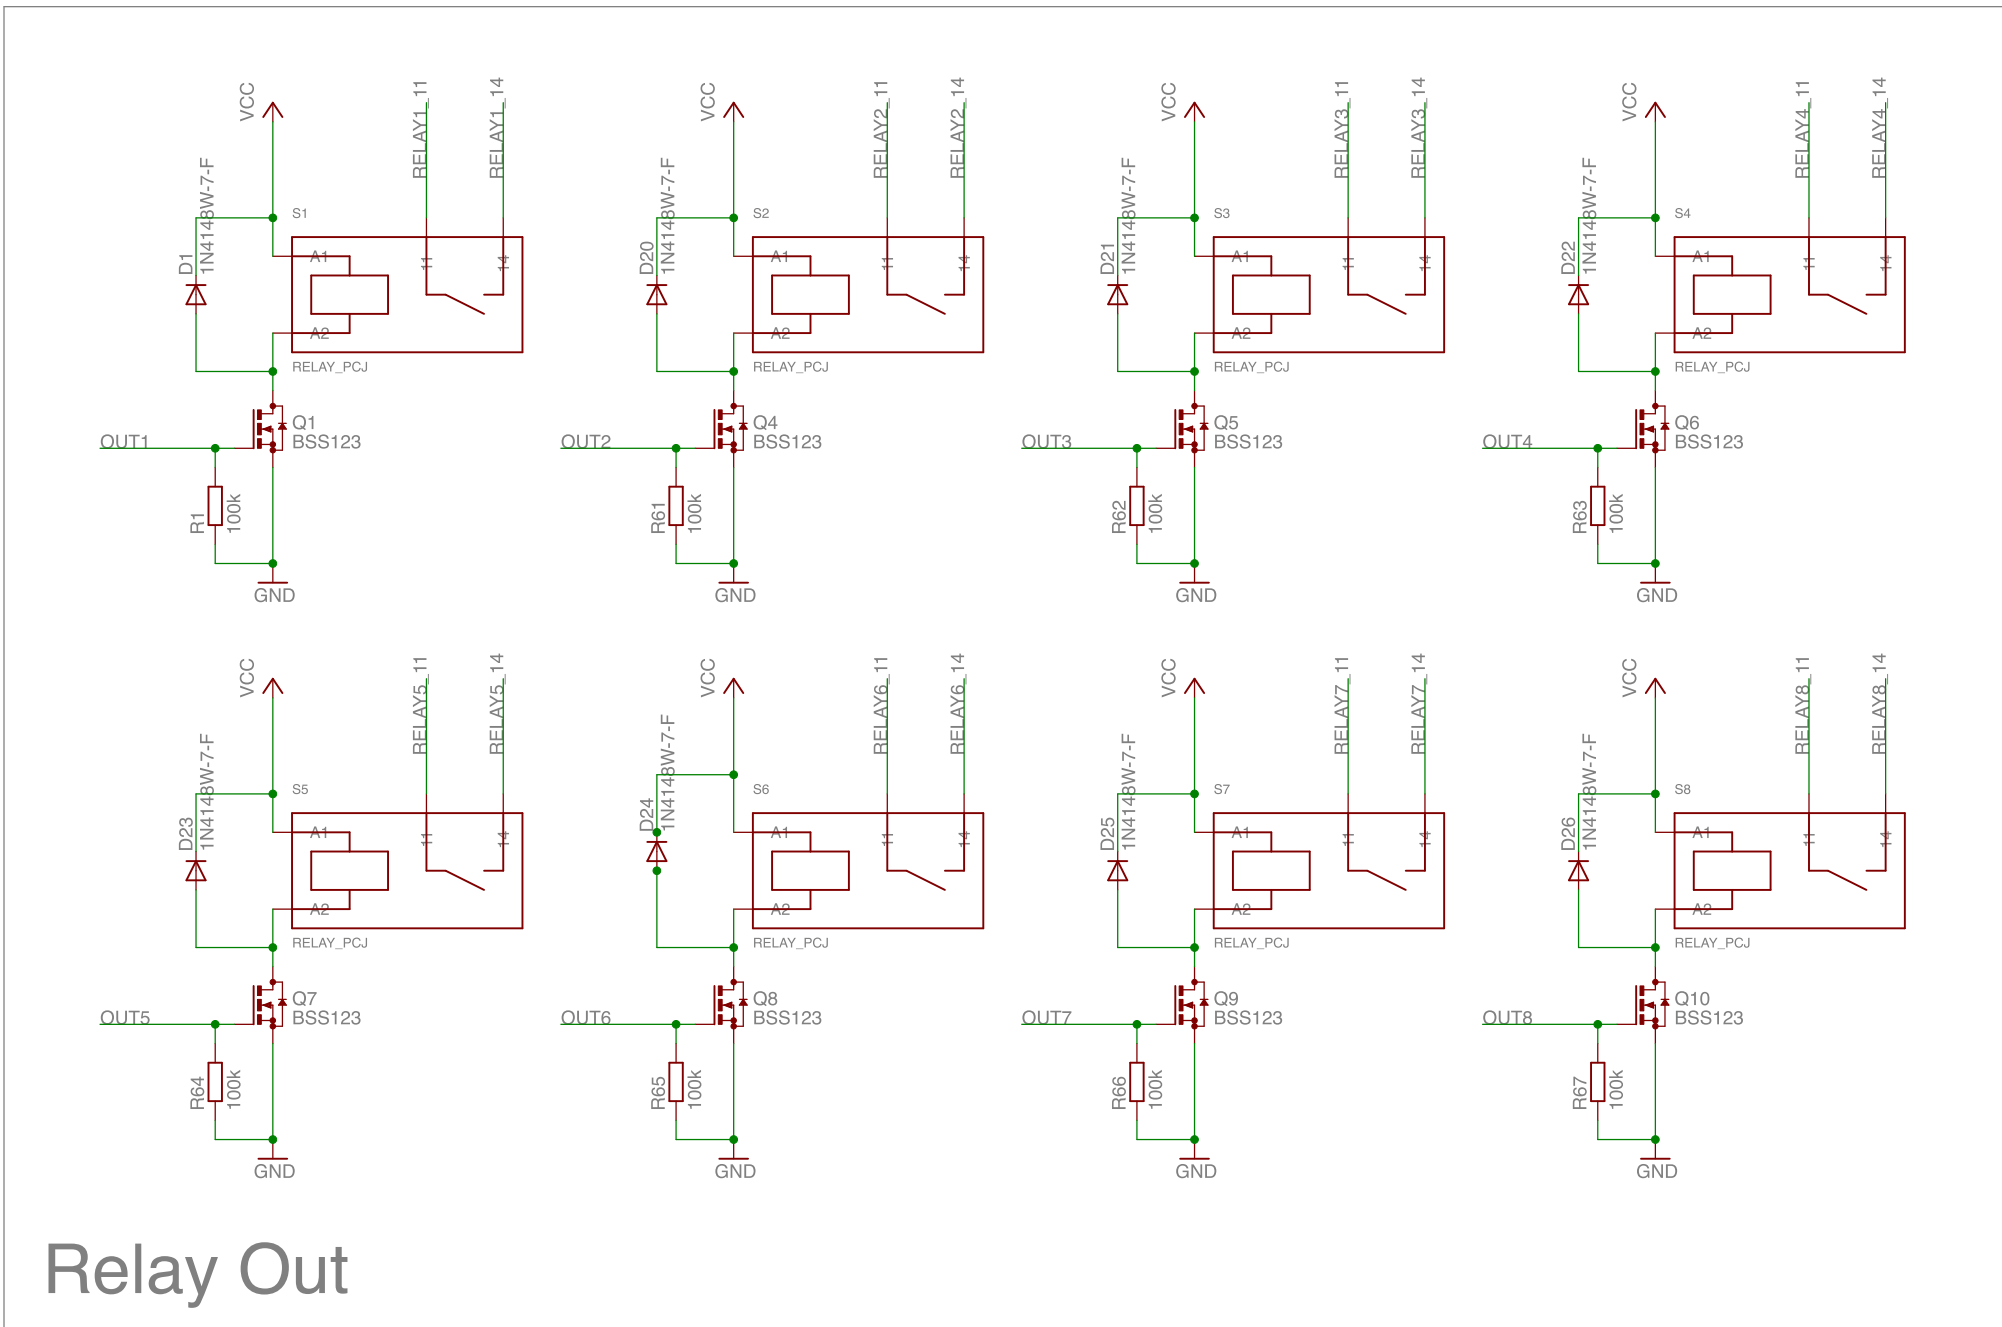 VCC
RELAY1_11
RELAY1_14
D1
1N4148W-7-F
S1
A1
11
14
A2
RELAY_PCJ
OUT1
Q1
BSS123
R1
100k
GND
VCC
RELAY2_11
RELAY2_14
D20
1N4148W-7-F
S2
A1
11
14
A2
RELAY_PCJ
OUT2
Q4
BSS123
R61
100k
GND
VCC
RELAY3_11
RELAY3_14
D21
1N4148W-7-F
S3
A1
11
14
A2
RELAY_PCJ
OUT3
Q5
BSS123
R62
100k
GND
VCC
RELAY4_11
RELAY4_14
D22
1N4148W-7-F
S4
A1
11
14
A2
RELAY_PCJ
OUT4
Q6
BSS123
R63
100k
GND
VCC
RELAY5_11
RELAY5_14
D23
1N4148W-7-F
S5
A1
11
14
A2
RELAY_PCJ
OUT5
Q7
BSS123
R64
100k
GND
VCC
RELAY6_11
RELAY6_14
D24
1N4148W-7-F
S6
A1
11
14
A2
RELAY_PCJ
OUT6
Q8
BSS123
R65
100k
GND
VCC
RELAY7_11
RELAY7_14
D25
1N4148W-7-F
S7
A1
11
14
A2
RELAY_PCJ
OUT7
Q9
BSS123
R66
100k
GND
VCC
RELAY8_11
RELAY8_14
D26
1N4148W-7-F
S8
A1
11
14
A2
RELAY_PCJ
OUT8
Q10
BSS123
R67
100k
GND
Relay Out